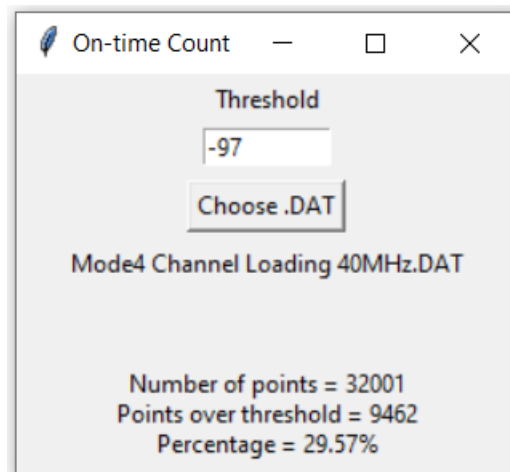 On-time Count
Threshold
-97
Choose .DAT
Mode4 Channel Loading 40MHz.DAT
Number of points = 32001
Points over threshold = 9462
Percentage = 29.57%